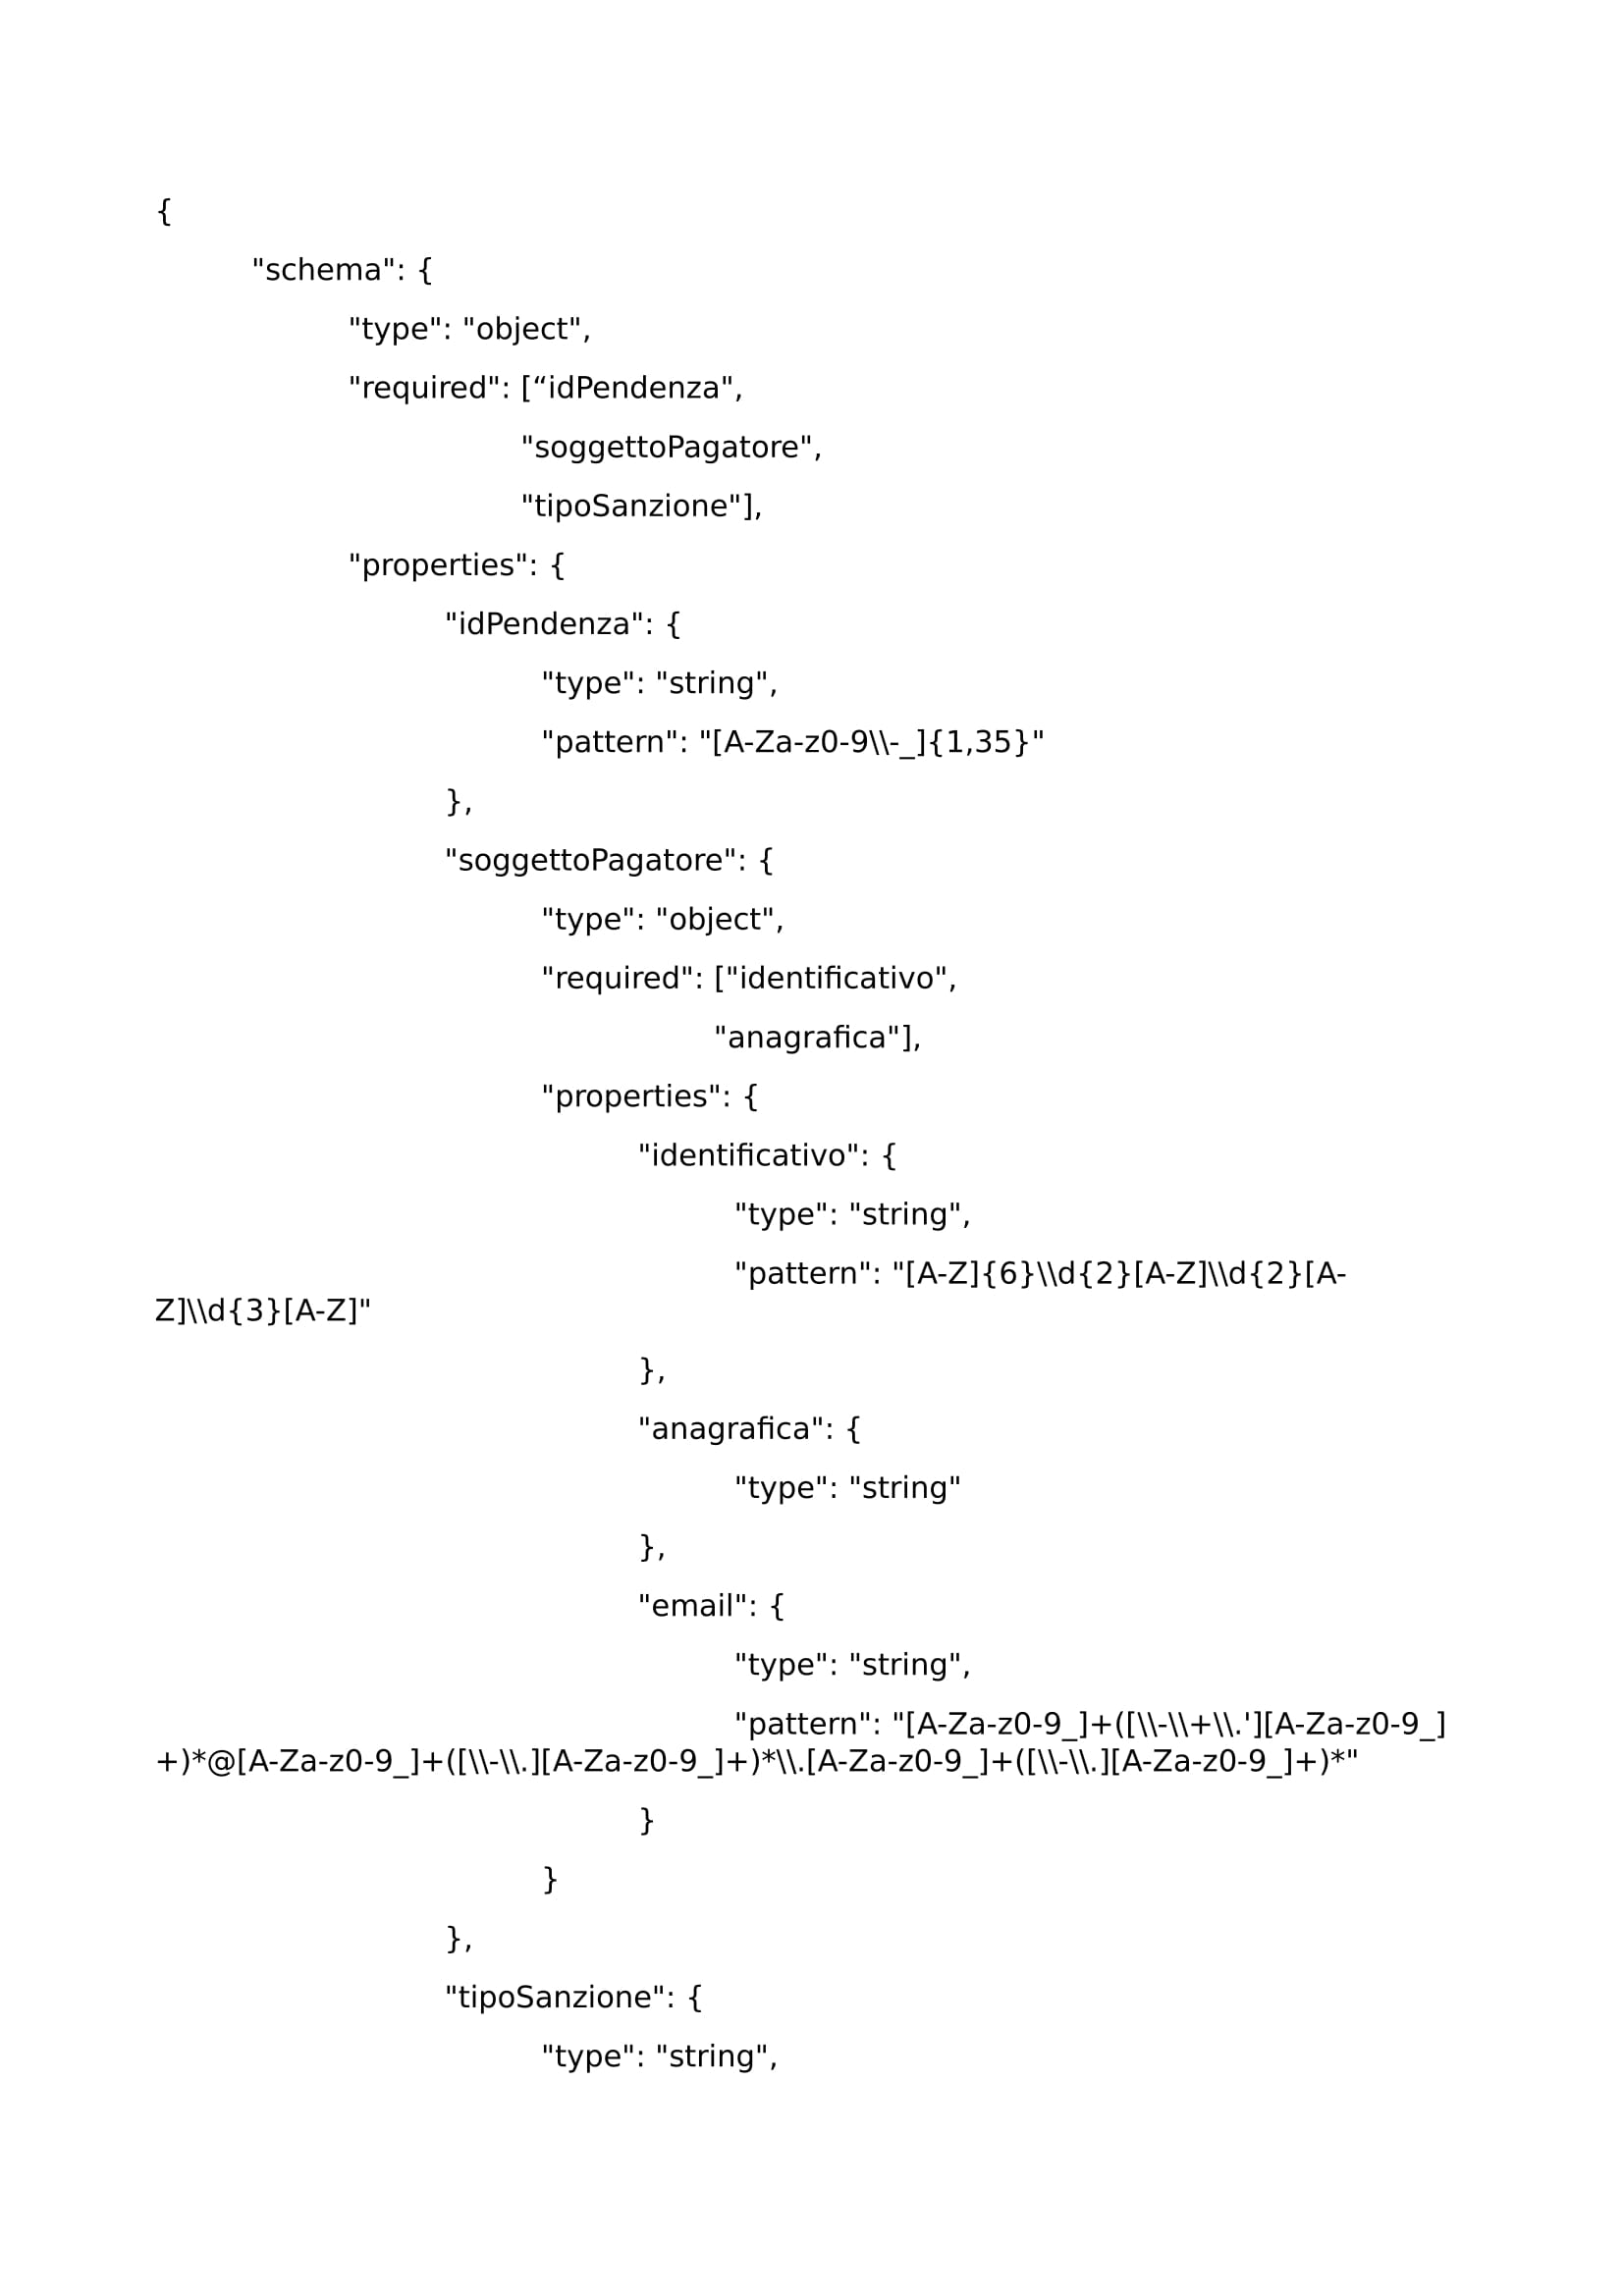 {
"schema": {
"type": "object",
"required": [“idPendenza",
"soggettoPagatore",
"tipoSanzione"],
"properties": {
"idPendenza": {
"type": "string",
"pattern": "[A-Za-z0-9\\-_]{1,35}"
},
"soggettoPagatore": {
"type": "object",
"required": ["identificativo",
"anagrafica"],
"properties": {
"identificativo": {
"type": "string",
"pattern": "[A-Z]{6}\\d{2}[A-Z]\\d{2}[A-
Z]\\d{3}[A-Z]"
},
"anagrafica": {
"type": "string"
},
"email": {
"type": "string",
"pattern": "[A-Za-z0-9_]+([\\-\\+\\.'][A-Za-z0-9_]
+)*@[A-Za-z0-9_]+([\\-\\.][A-Za-z0-9_]+)*\\.[A-Za-z0-9_]+([\\-\\.][A-Za-z0-9_]+)*"
}
}
},
"tipoSanzione": {
"type": "string",